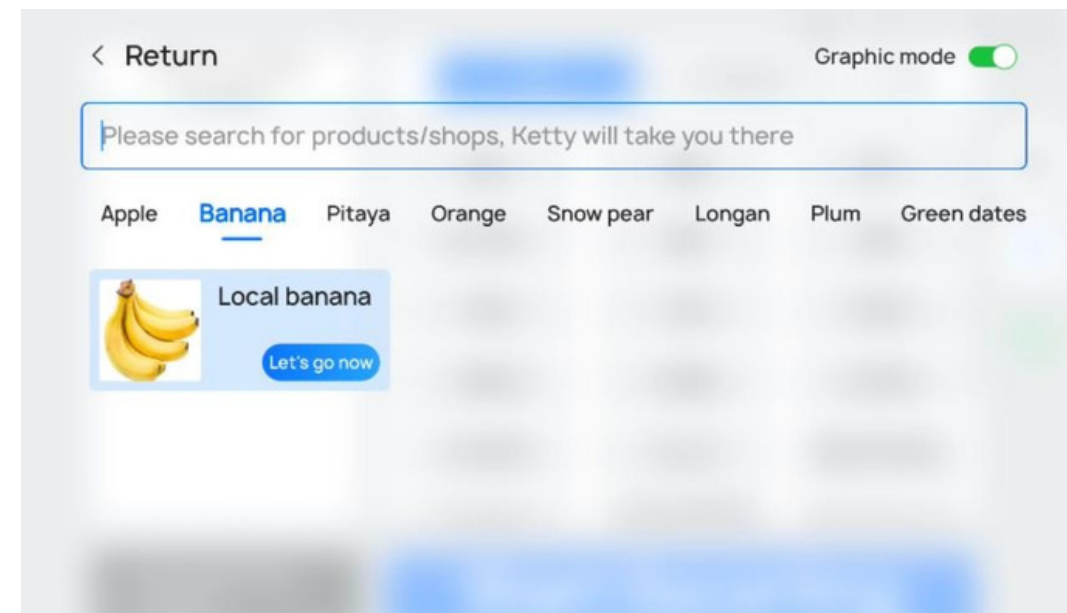 Return
Graphic mode
Please search for products/shops, Ketty will take you there
Apple Banana Pitaya Orange Snow pear Longan Plum Green dates
Local banana
Let's go now